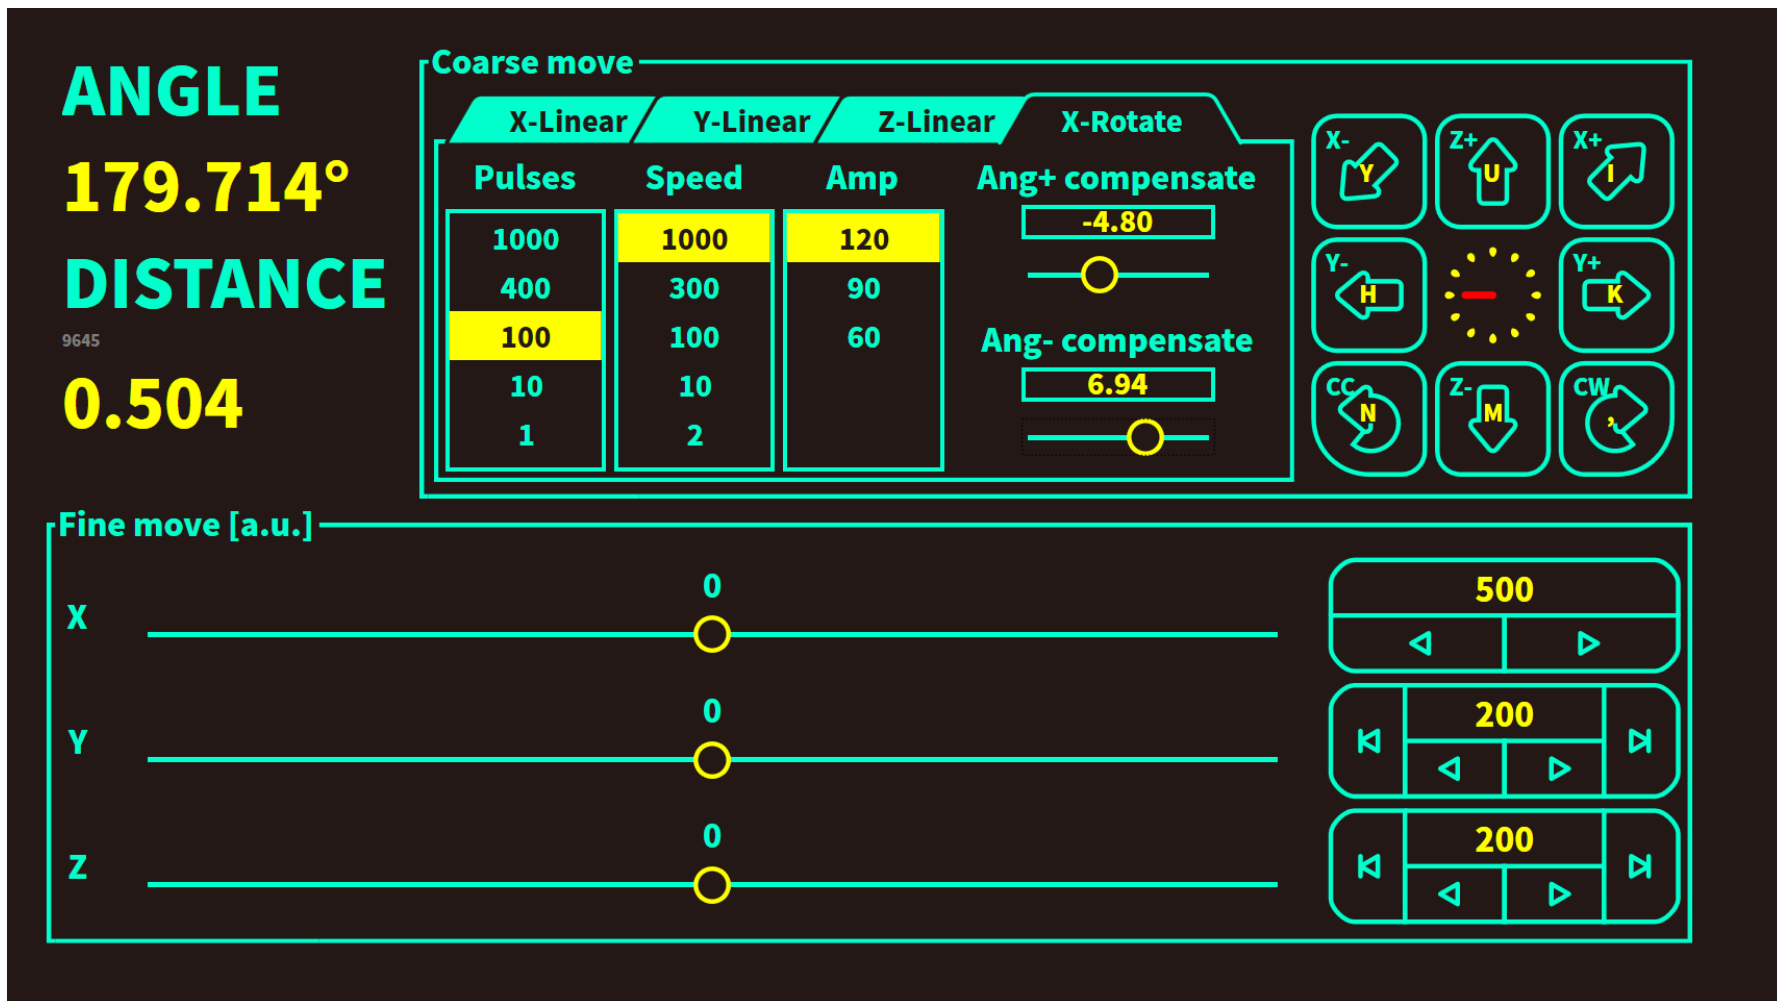 ANGLE
179.714°
DISTANCE
9645
0.504
Coarse move
X-Linear Y-Linear Z-Linear X-Rotate
Pulses Speed Amp Ang+ compensate
-4.80
1000 1000 120
400 300 90
100 100 60
10 10
1 2
Ang- compensate
6.94
X- Y
Z+ U
X+ I
Y- H
Y+ K
CC N
Z- M
CW ,
Fine move [a.u.]
X 0
500
Y 0
200
Z 0
200